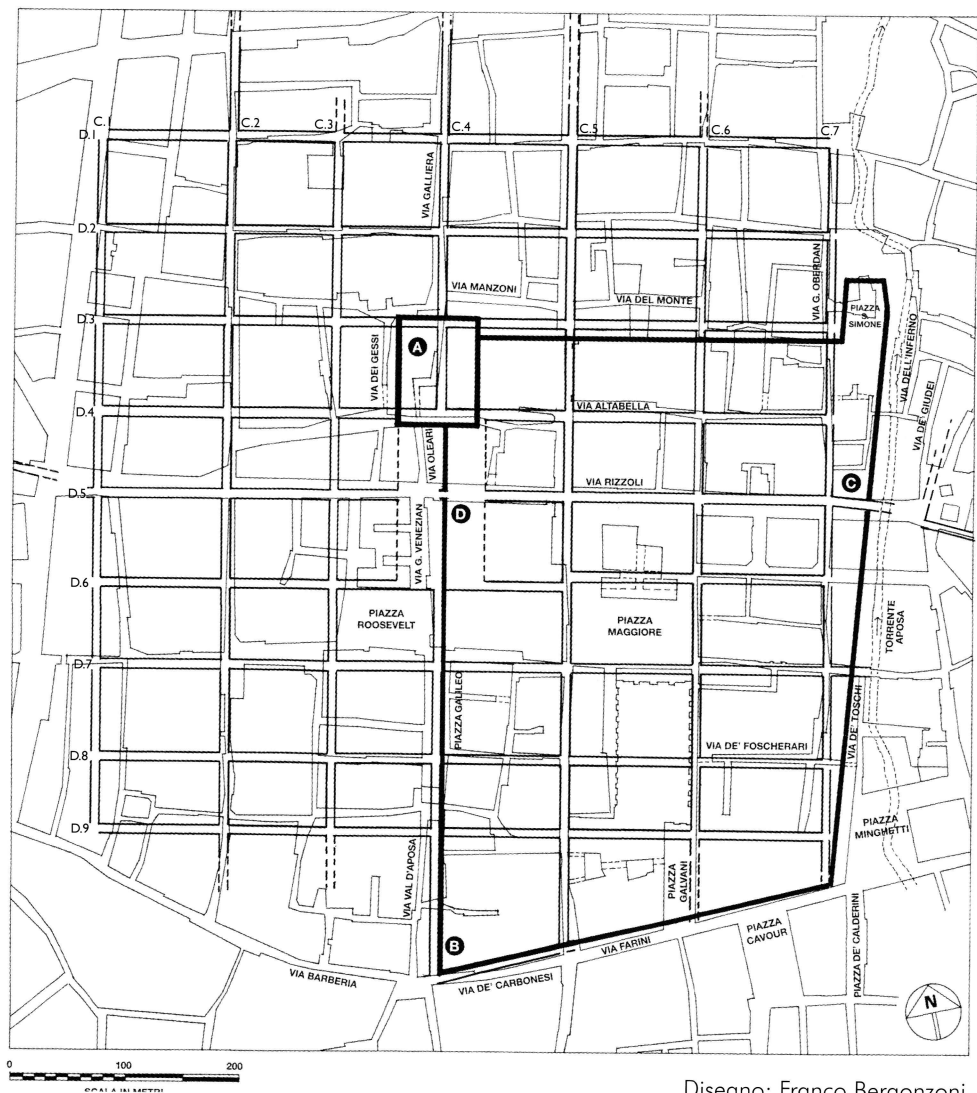 C.1
C.2
C.3
C.4
C.5
C.6
C.7
D.1
VIA GALLIERA
D.2
VIA MANZONI
VIA DEL MONTE
VIA G. OBERDAN
PIAZZA
S.
SIMONE
D.3
A
VIA DEI GESSI
VIA DELL'INFERNO
VIA DE' GIUDEI
D.4
VIA ALTABELLA
VIA OLEARI
VIA RIZZOLI
C
D.5
D
VIA G. VENEZIAN
D.6
PIAZZA
ROOSEVELT
PIAZZA
MAGGIORE
TORRENTE
APOSA
D.7
PIAZZA GALILEO
VIA DE' TOSCHI
D.8
VIA DE' FOSCHERARI
D.9
PIAZZA
MINGHETTI
VIA VAL D'APOSA
PIAZZA
GALVANI
B
VIA FARINI
PIAZZA
CAVOUR
PIAZZA DE' CALDERINI
VIA BARBERIA
VIA DE' CARBONESI
N
0 100 200
SCALA IN METRI
Disegno: Franco Bergonzoni